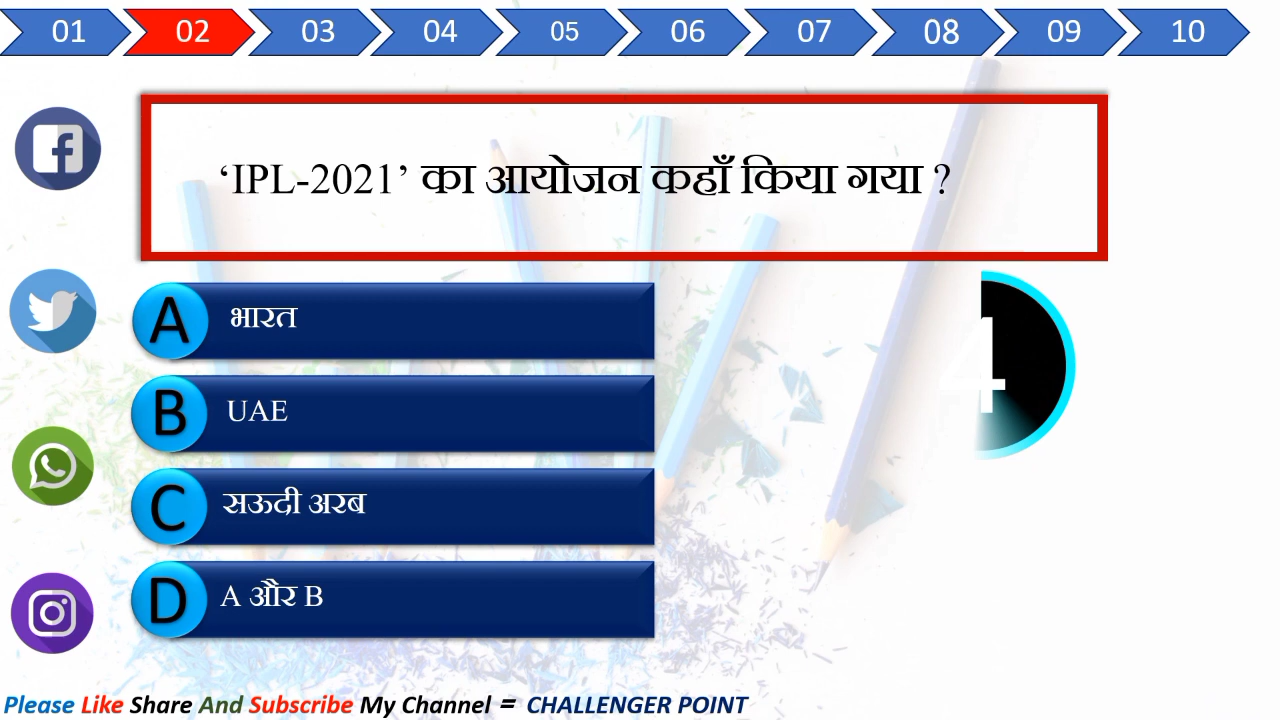 01 02 03 04 05 06 07 08 09 10
‘IPL-2021’ का आयोजन कहाँ किया गया ?
A भारत
4
B UAE
C सऊदी अरब
D A और B
Please Like Share And Subscribe My Channel = CHALLENGER POINT